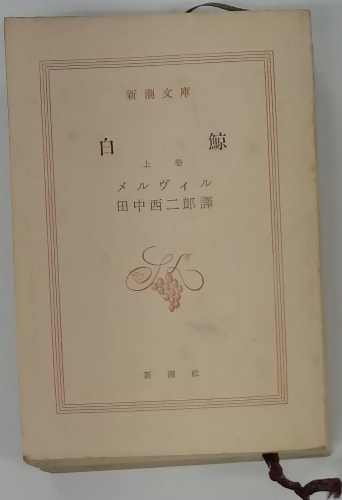 新潮文庫
白鯨
上巻
メルヴィル
田中西二郎譯
新潮社